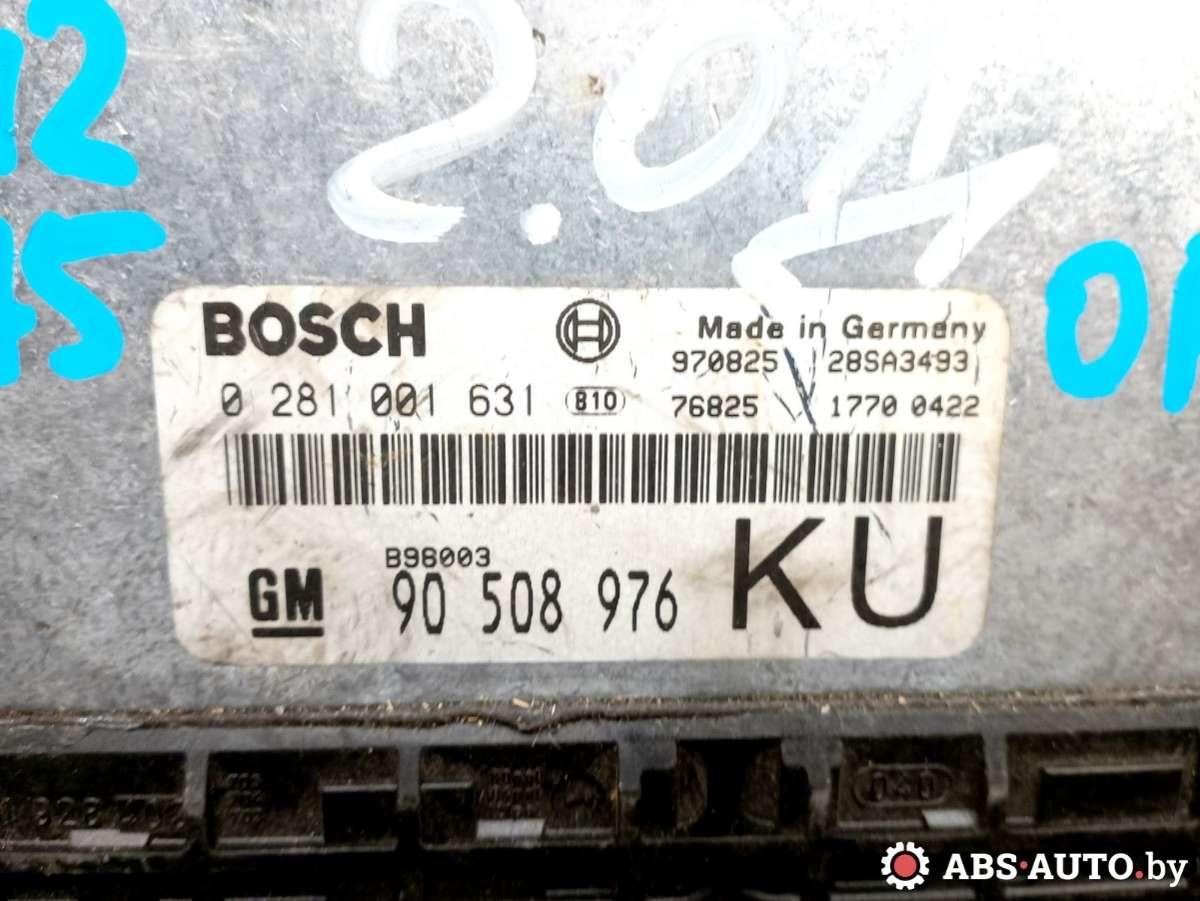 2.0
BOSCH Made in Germany
970825 28SA3493
0 281 001 631 810 76825 1770 0422
B98003
GM 90 508 976 KU
ABS-AUTO.by